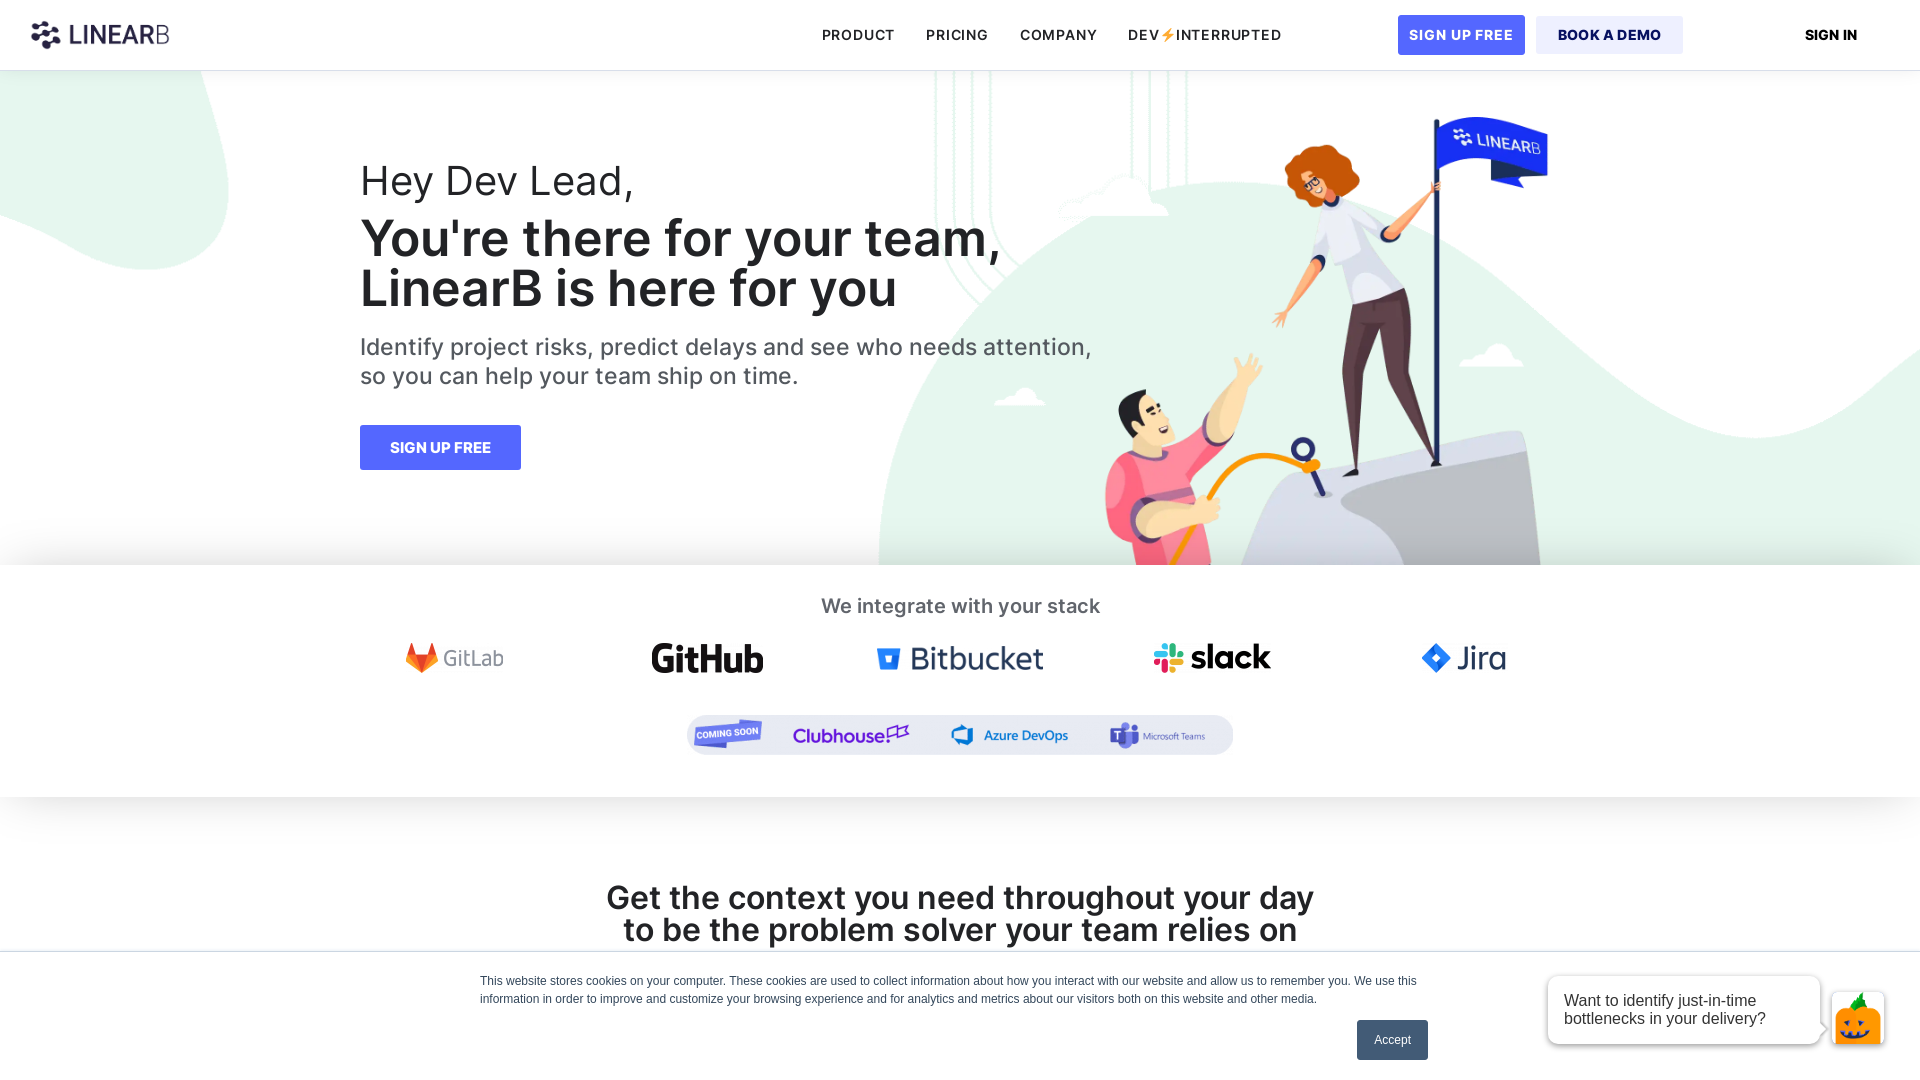 LINEARB
PRODUCT
PRICING
COMPANY
DEV⚡INTERRUPTED
SIGN UP FREE
BOOK A DEMO
SIGN IN
LINEARB
Hey Dev Lead,
You're there for your team,
LinearB is here for you
Identify project risks, predict delays and see who needs attention,
so you can help your team ship on time.
SIGN UP FREE
We integrate with your stack
GitLab
GitHub
Bitbucket
slack
Jira
COMING SOON
Clubhouse
Azure DevOps
T
Microsoft Teams
Get the context you need throughout your day
to be the problem solver your team relies on
This website stores cookies on your computer. These cookies are used to collect information about how you interact with our website and allow us to remember you. We use this
information in order to improve and customize your browsing experience and for analytics and metrics about our visitors both on this website and other media.
Accept
Want to identify just-in-time
bottlenecks in your delivery?